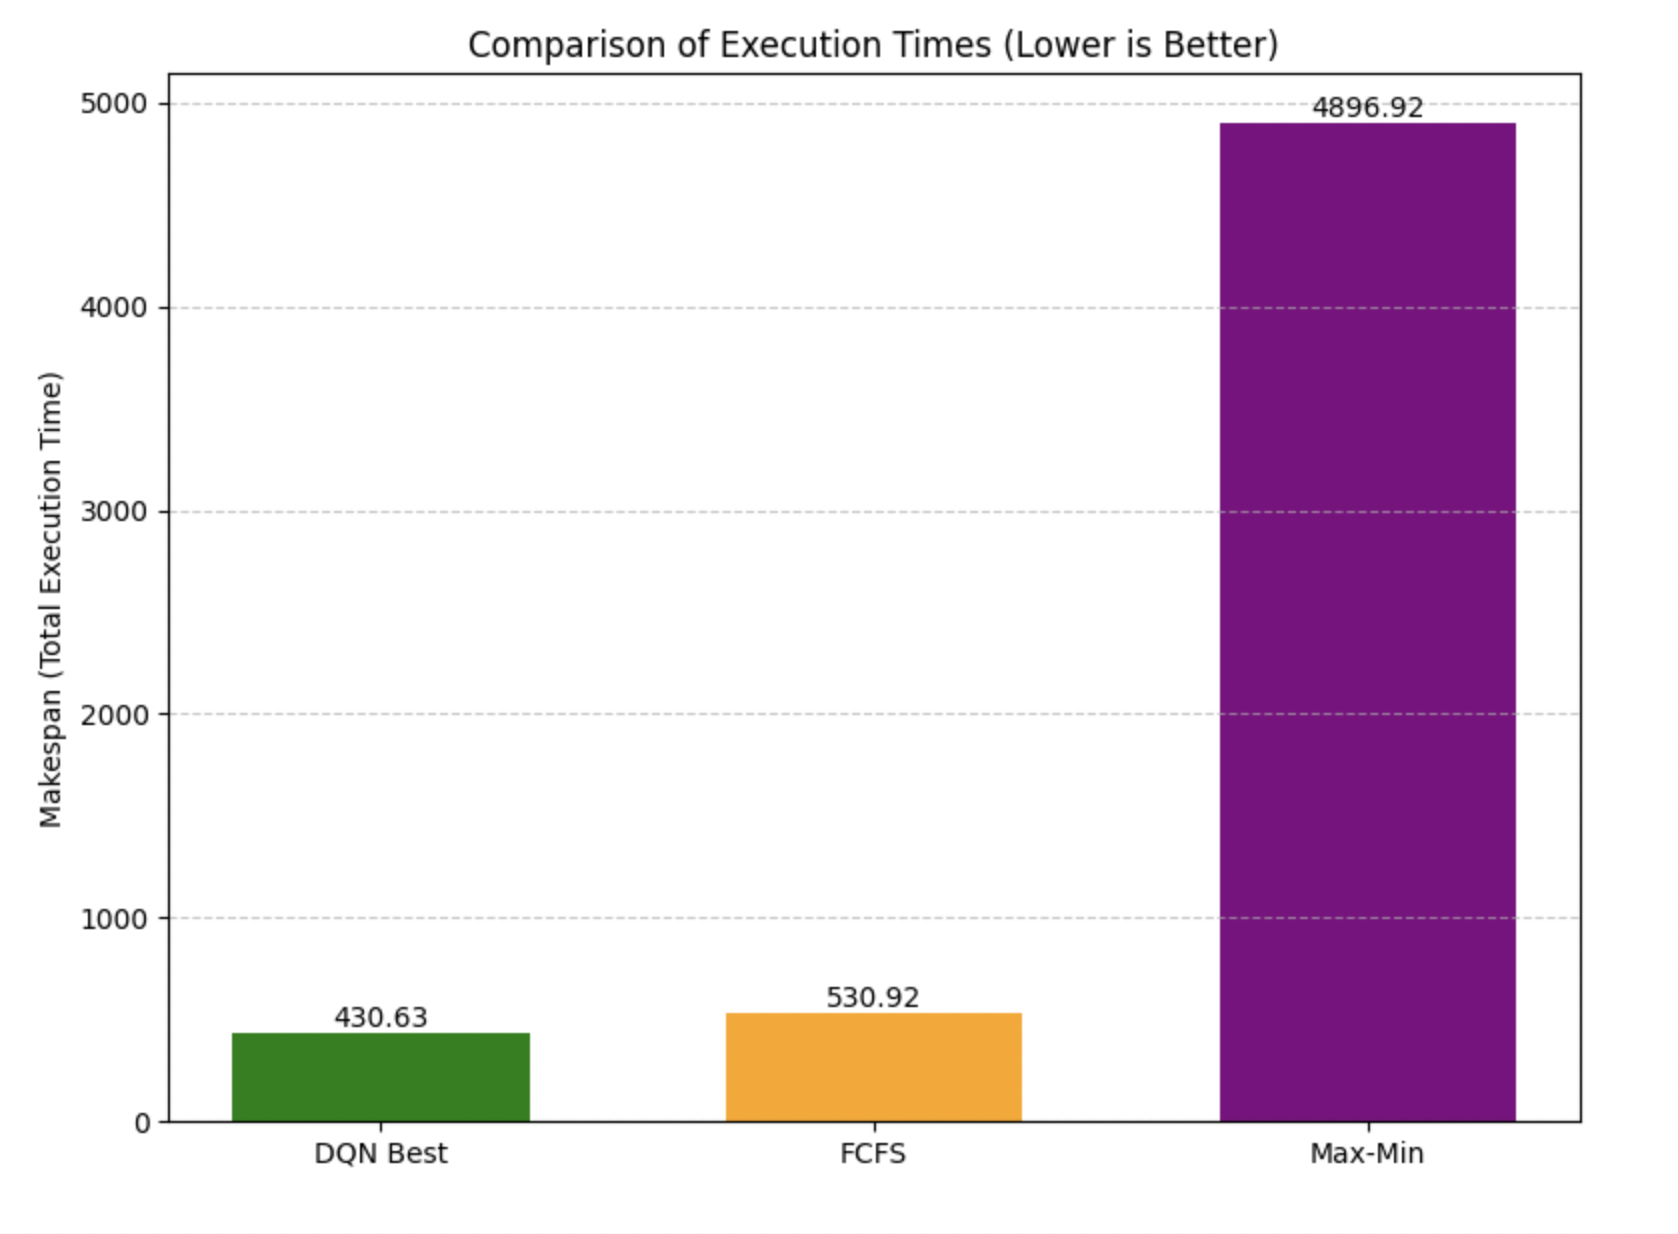 Comparison of Execution Times (Lower is Better)
Makespan (Total Execution Time)
5000
4000
3000
2000
1000
0
430.63
530.92
4896.92
DQN Best
FCFS
Max-Min